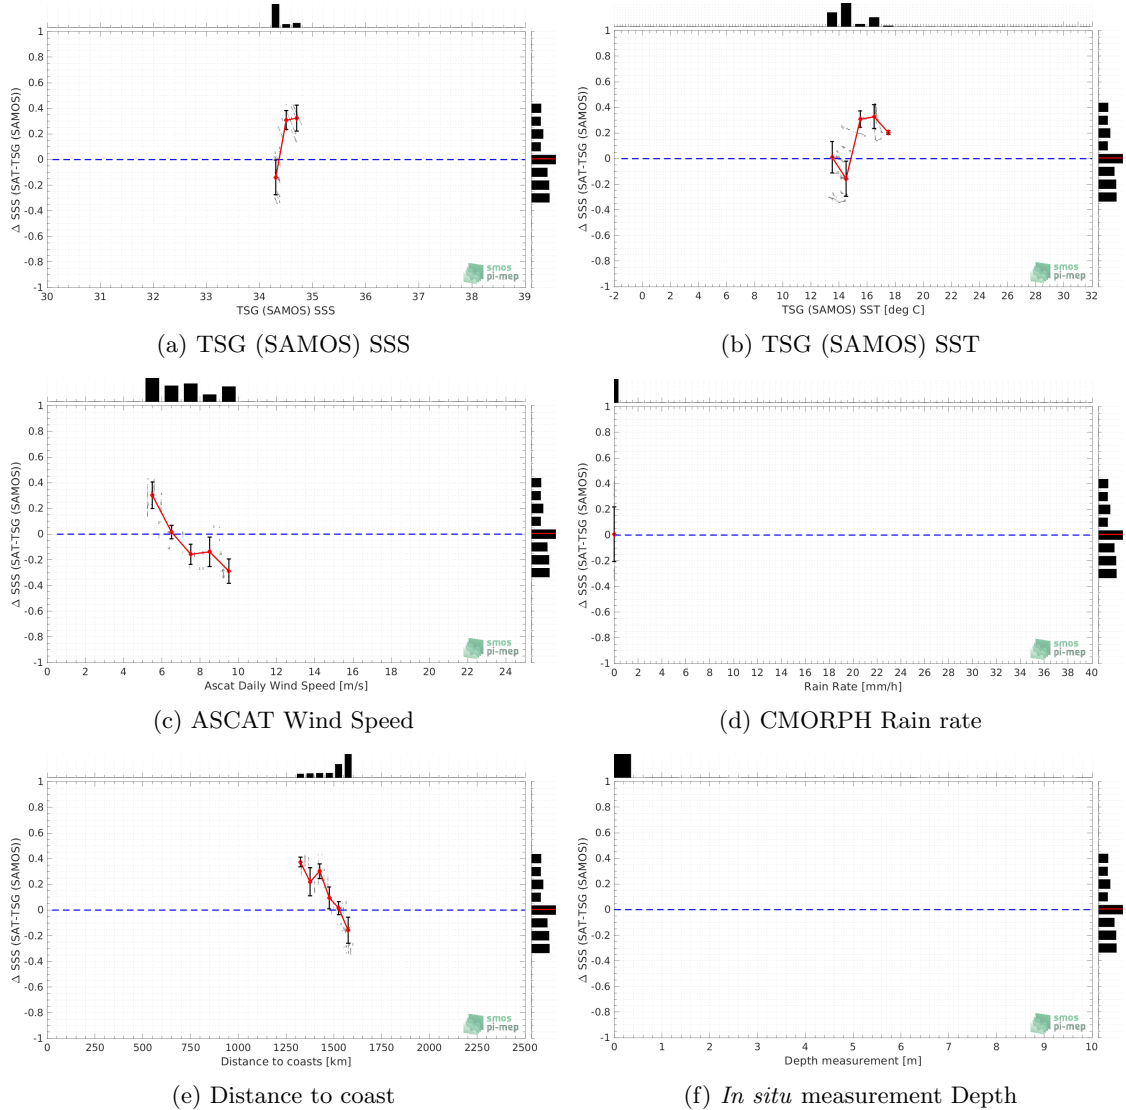 1
0.8
0.6
0.4
0.2
0
-0.2
-0.4
-0.6
-0.8
-1
Δ SSS (SAT-TSG (SAMOS))
30 31 32 33 34 35 36 37 38 39
TSG (SAMOS) SSS
smos
pi-mep
(a) TSG (SAMOS) SSS
1
0.8
0.6
0.4
0.2
0
-0.2
-0.4
-0.6
-0.8
-1
Δ SSS (SAT-TSG (SAMOS))
-2 0 2 4 6 8 10 12 14 16 18 20 22 24 26 28 30 32
TSG (SAMOS) SST [deg C]
smos
pi-mep
(b) TSG (SAMOS) SST
1
0.8
0.6
0.4
0.2
0
-0.2
-0.4
-0.6
-0.8
-1
Δ SSS (SAT-TSG (SAMOS))
0 2 4 6 8 10 12 14 16 18 20 22 24
Ascat Daily Wind Speed [m/s]
smos
pi-mep
(c) ASCAT Wind Speed
1
0.8
0.6
0.4
0.2
0
-0.2
-0.4
-0.6
-0.8
-1
Δ SSS (SAT-TSG (SAMOS))
0 2 4 6 8 10 12 14 16 18 20 22 24 26 28 30 32 34 36 38 40
Rain Rate [mm/h]
smos
pi-mep
(d) CMORPH Rain rate
1
0.8
0.6
0.4
0.2
0
-0.2
-0.4
-0.6
-0.8
-1
Δ SSS (SAT-TSG (SAMOS))
0 250 500 750 1000 1250 1500 1750 2000 2250 2500
Distance to coasts [km]
smos
pi-mep
(e) Distance to coast
1
0.8
0.6
0.4
0.2
0
-0.2
-0.4
-0.6
-0.8
-1
Δ SSS (SAT-TSG (SAMOS))
0 1 2 3 4 5 6 7 8 9 10
Depth measurement [m]
smos
pi-mep
(f) In situ measurement Depth